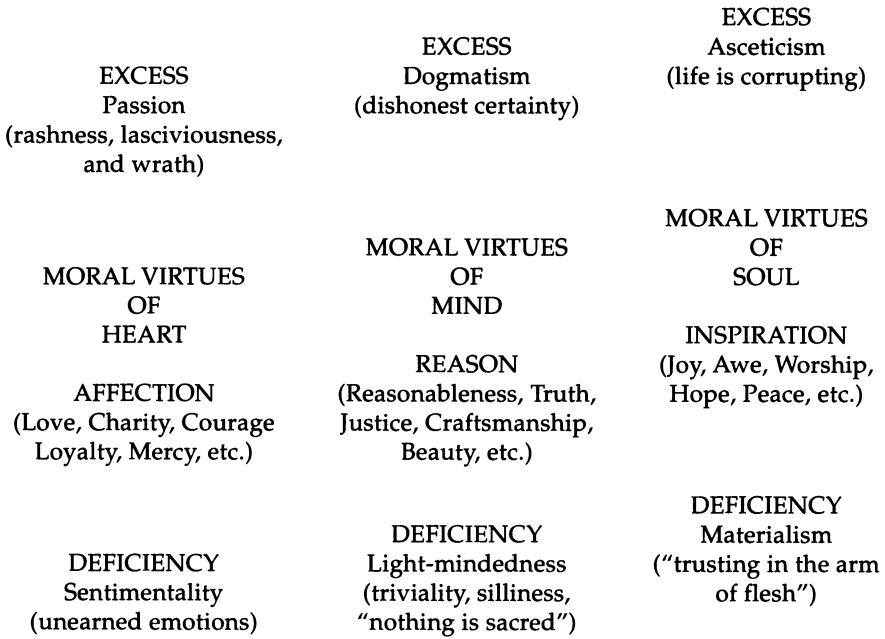 EXCESS
Passion
(rashness, lasciviousness,
and wrath)
MORAL VIRTUES
OF
HEART
AFFECTION
(Love, Charity, Courage
Loyalty, Mercy, etc.)
DEFICIENCY
Sentimentality
(unearned emotions)
EXCESS
Dogmatism
(dishonest certainty)
MORAL VIRTUES
OF
MIND
REASON
(Reasonableness, Truth,
Justice, Craftsmanship,
Beauty, etc.)
DEFICIENCY
Light-mindedness
(triviality, silliness,
“nothing is sacred”)
EXCESS
Asceticism
(life is corrupting)
MORAL VIRTUES
OF
SOUL
INSPIRATION
(Joy, Awe, Worship,
Hope, Peace, etc.)
DEFICIENCY
Materialism
(“trusting in the arm
of flesh”)